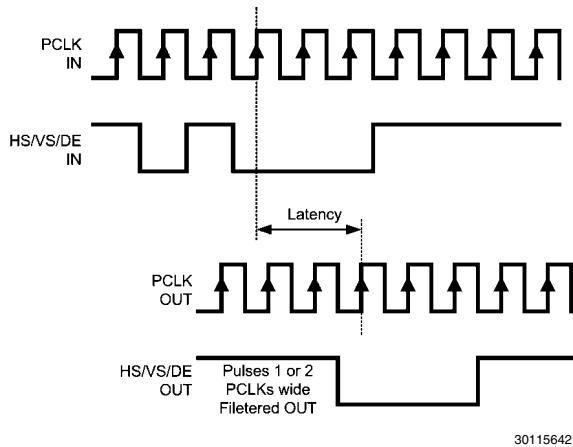 PCLK
IN
HS/VS/DE
IN
Latency
PCLK
OUT
HS/VS/DE
OUT
Pulses 1 or 2
PCLKs wide
Filetered OUT
30115642